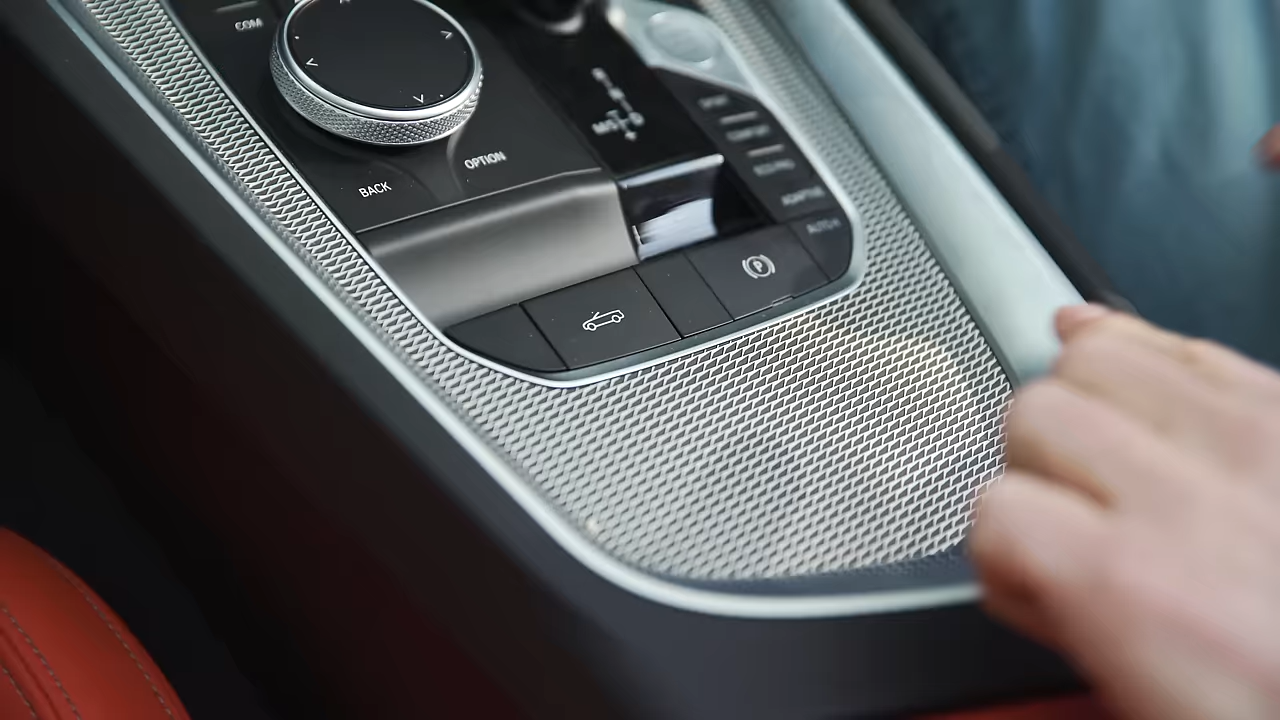 COM
BACK
OPTION
M/S
D
SPORT
COMFORT
ECO PRO
ADAPTIVE
AUTO H
P